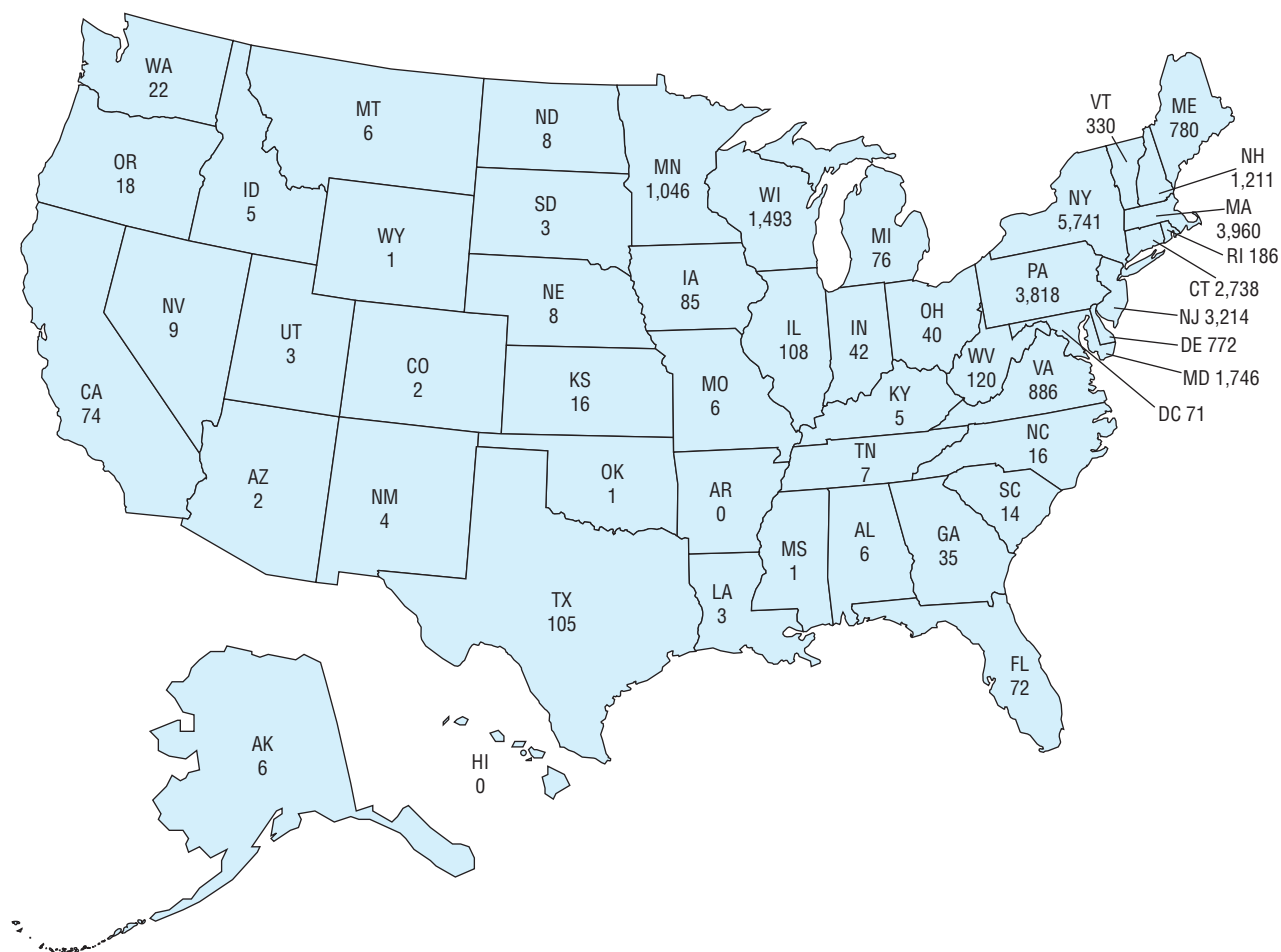 WA
22
MT
6
ND
8
MN
1,046
VT
330
ME
780
OR
18
ID
5
SD
3
WI
1,493
NY
5,741
NH
1,211
MA
3,960
WY
1
MI
76
RI 186
CT 2,738
NV
9
UT
3
NE
8
IA
85
PA
3,818
NJ 3,214
CA
74
CO
2
KS
16
MO
6
IL
108
IN
42
OH
40
WV
120
VA
886
DE 772
MD 1,746
DC 71
KY
5
AZ
2
NM
4
OK
1
AR
0
TN
7
NC
16
SC
14
MS
1
AL
6
GA
35
TX
105
LA
3
FL
72
AK
6
HI
0